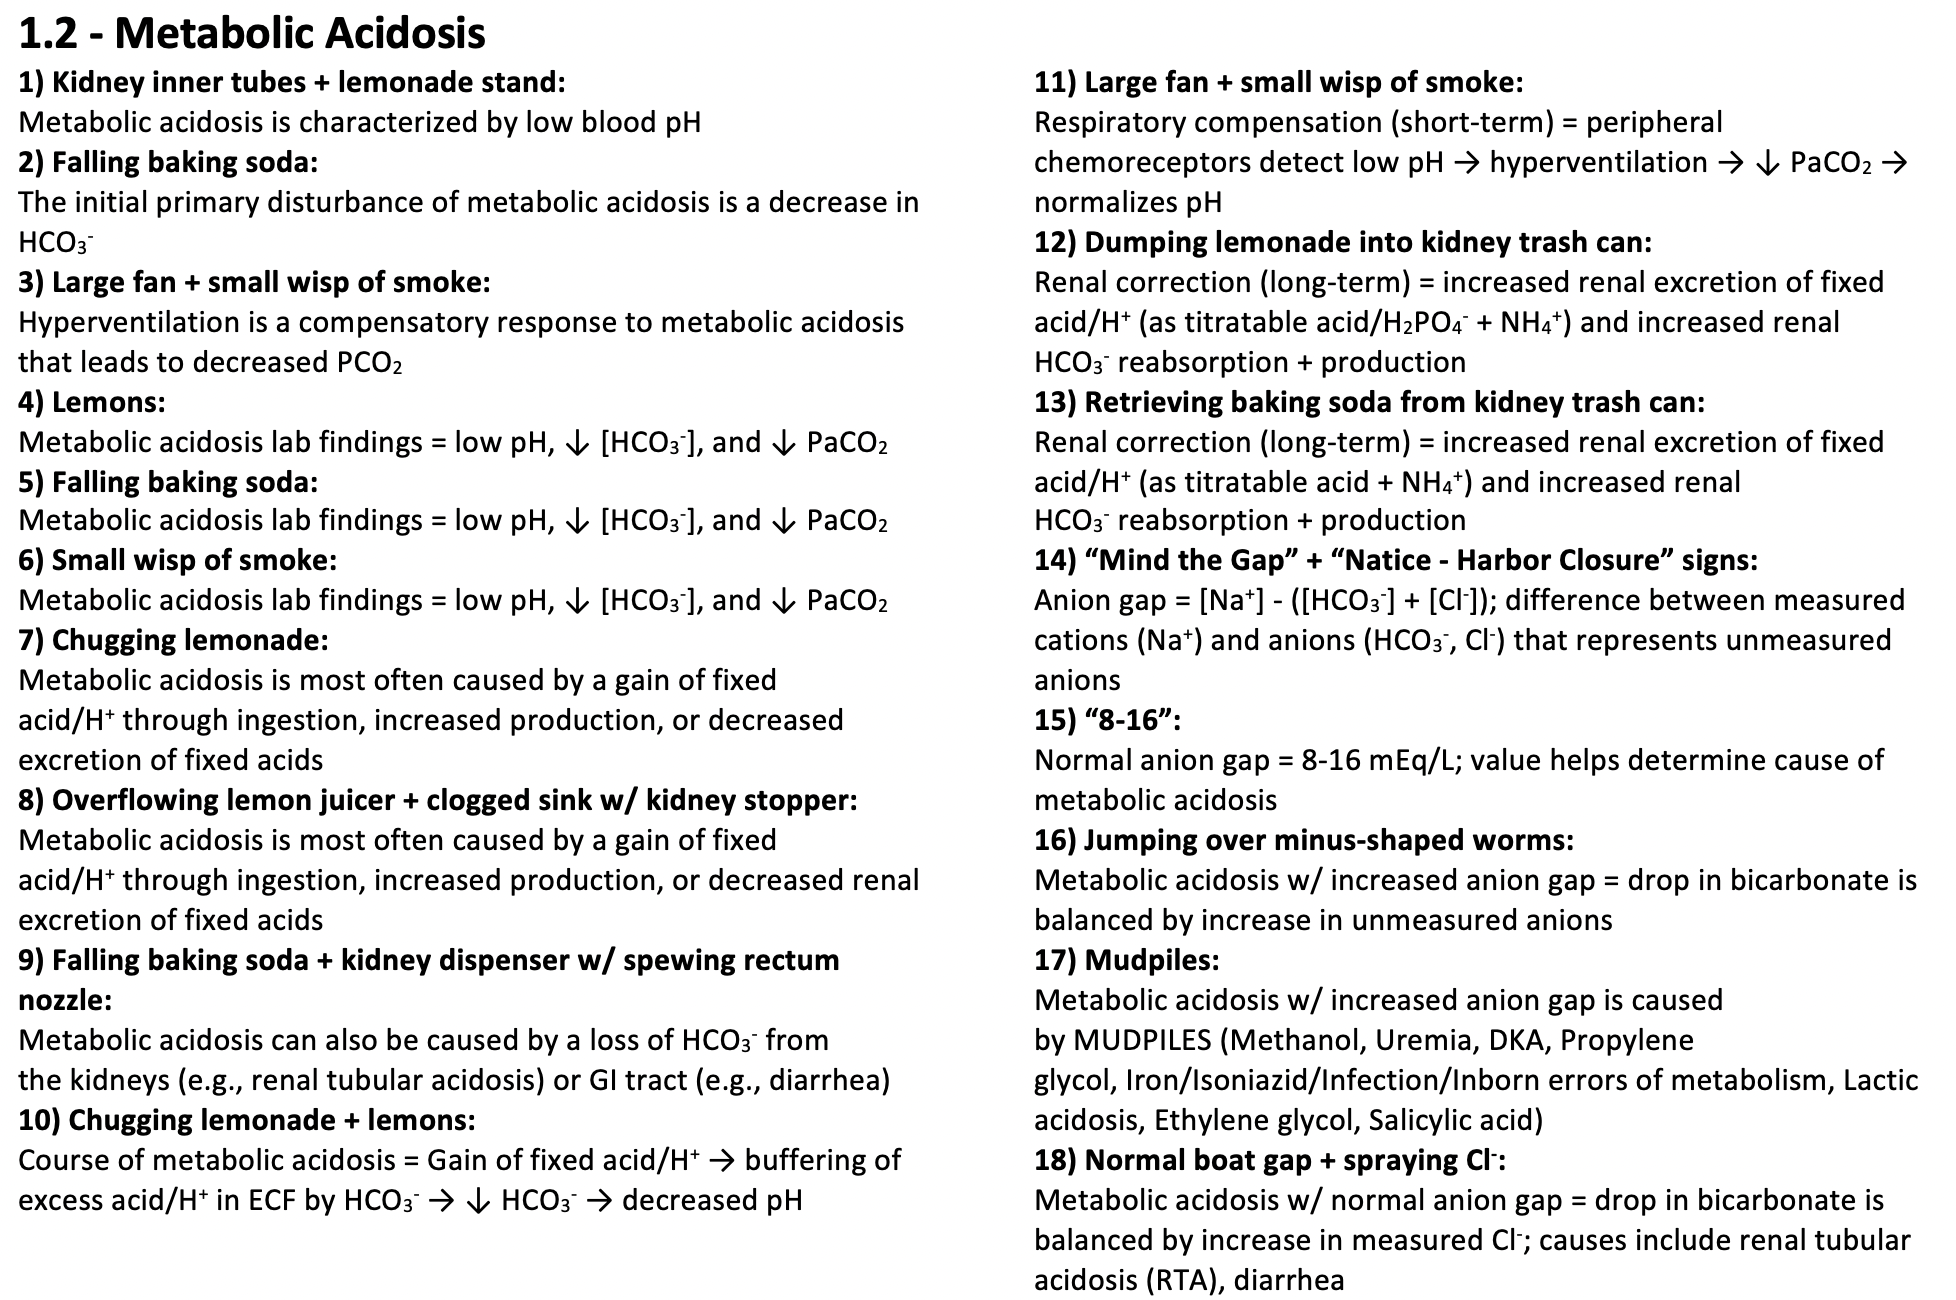 1.2 - Metabolic Acidosis
1) Kidney inner tubes + lemonade stand:
Metabolic acidosis is characterized by low blood pH
2) Falling baking soda:
The initial primary disturbance of metabolic acidosis is a decrease in
HCO₃⁻
3) Large fan + small wisp of smoke:
Hyperventilation is a compensatory response to metabolic acidosis
that leads to decreased PCO₂
4) Lemons:
Metabolic acidosis lab findings = low pH, ↓ [HCO₃⁻], and ↓ PaCO₂
5) Falling baking soda:
Metabolic acidosis lab findings = low pH, ↓ [HCO₃⁻], and ↓ PaCO₂
6) Small wisp of smoke:
Metabolic acidosis lab findings = low pH, ↓ [HCO₃⁻], and ↓ PaCO₂
7) Chugging lemonade:
Metabolic acidosis is most often caused by a gain of fixed
acid/H⁺ through ingestion, increased production, or decreased
excretion of fixed acids
8) Overflowing lemon juicer + clogged sink w/ kidney stopper:
Metabolic acidosis is most often caused by a gain of fixed
acid/H⁺ through ingestion, increased production, or decreased renal
excretion of fixed acids
9) Falling baking soda + kidney dispenser w/ spewing rectum
nozzle:
Metabolic acidosis can also be caused by a loss of HCO₃⁻ from
the kidneys (e.g., renal tubular acidosis) or GI tract (e.g., diarrhea)
10) Chugging lemonade + lemons:
Course of metabolic acidosis = Gain of fixed acid/H⁺ → buffering of
excess acid/H⁺ in ECF by HCO₃⁻ → ↓ HCO₃⁻ → decreased pH
11) Large fan + small wisp of smoke:
Respiratory compensation (short-term) = peripheral
chemoreceptors detect low pH → hyperventilation → ↓ PaCO₂ →
normalizes pH
12) Dumping lemonade into kidney trash can:
Renal correction (long-term) = increased renal excretion of fixed
acid/H⁺ (as titratable acid/H₂PO₄⁻ + NH₄⁺) and increased renal
HCO₃⁻ reabsorption + production
13) Retrieving baking soda from kidney trash can:
Renal correction (long-term) = increased renal excretion of fixed
acid/H⁺ (as titratable acid + NH₄⁺) and increased renal
HCO₃⁻ reabsorption + production
14) “Mind the Gap” + “Natice - Harbor Closure” signs:
Anion gap = [Na⁺] - ([HCO₃⁻] + [Cl⁻]); difference between measured
cations (Na⁺) and anions (HCO₃⁻, Cl⁻) that represents unmeasured
anions
15) “8-16”:
Normal anion gap = 8-16 mEq/L; value helps determine cause of
metabolic acidosis
16) Jumping over minus-shaped worms:
Metabolic acidosis w/ increased anion gap = drop in bicarbonate is
balanced by increase in unmeasured anions
17) Mudpiles:
Metabolic acidosis w/ increased anion gap is caused
by MUDPILES (Methanol, Uremia, DKA, Propylene
glycol, Iron/Isoniazid/Infection/Inborn errors of metabolism, Lactic
acidosis, Ethylene glycol, Salicylic acid)
18) Normal boat gap + spraying Cl⁻:
Metabolic acidosis w/ normal anion gap = drop in bicarbonate is
balanced by increase in measured Cl⁻; causes include renal tubular
acidosis (RTA), diarrhea